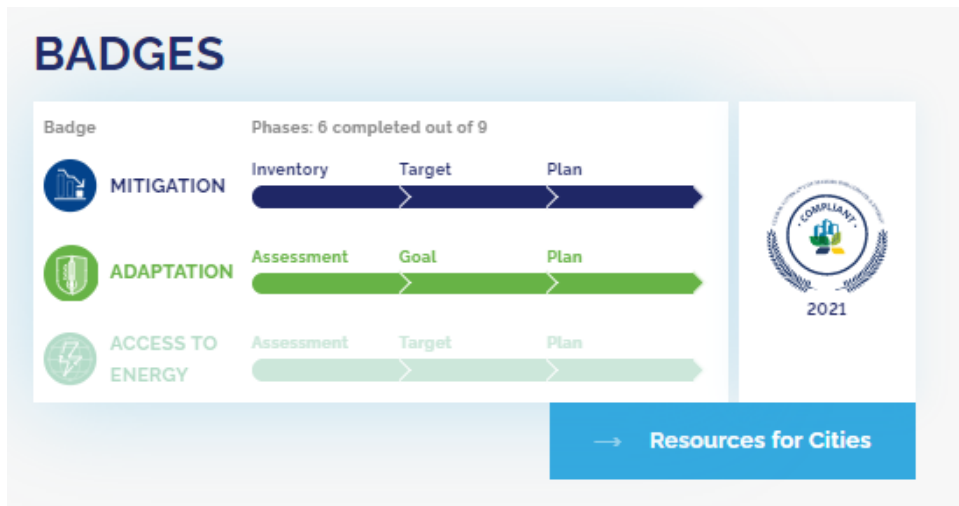 BADGES
Badge
Phases: 6 completed out of 9
MITIGATION
Inventory
Target
Plan
ADAPTATION
Assessment
Goal
Plan
ACCESS TO
ENERGY
Assessment
Target
Plan
COMPLIANT
2021
→ Resources for Cities